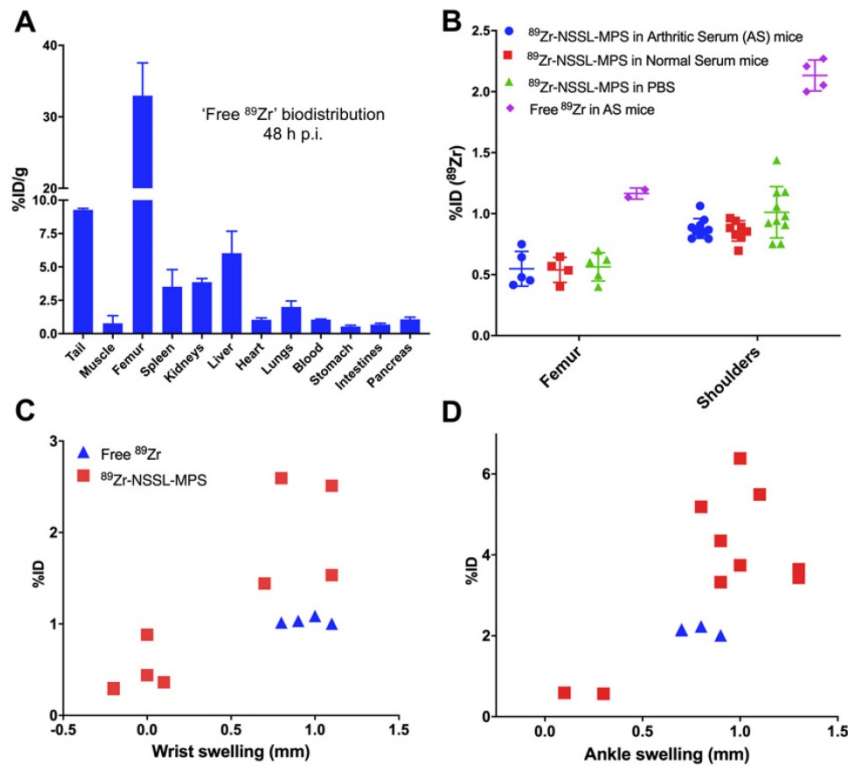 A
40
30
20
10.0
7.5
5.0
2.5
0.0
%ID/g
'Free ⁸⁹Zr' biodistribution
48 h p.i.
Tail
Muscle
Femur
Spleen
Kidneys
Liver
Heart
Lungs
Blood
Stomach
Intestines
Pancreas
B
2.5
2.0
1.5
1.0
0.5
0.0
%ID (⁸⁹Zr)
⁸⁹Zr-NSSL-MPS in Arthritic Serum (AS) mice
⁸⁹Zr-NSSL-MPS in Normal Serum mice
⁸⁹Zr-NSSL-MPS in PBS
Free ⁸⁹Zr in AS mice
Femur
Shoulders
C
3
2
1
0
%ID
Free ⁸⁹Zr
⁸⁹Zr-NSSL-MPS
-0.5
0.0
0.5
1.0
1.5
Wrist swelling (mm)
D
6
4
2
0
%ID
0.0
0.5
1.0
1.5
Ankle swelling (mm)